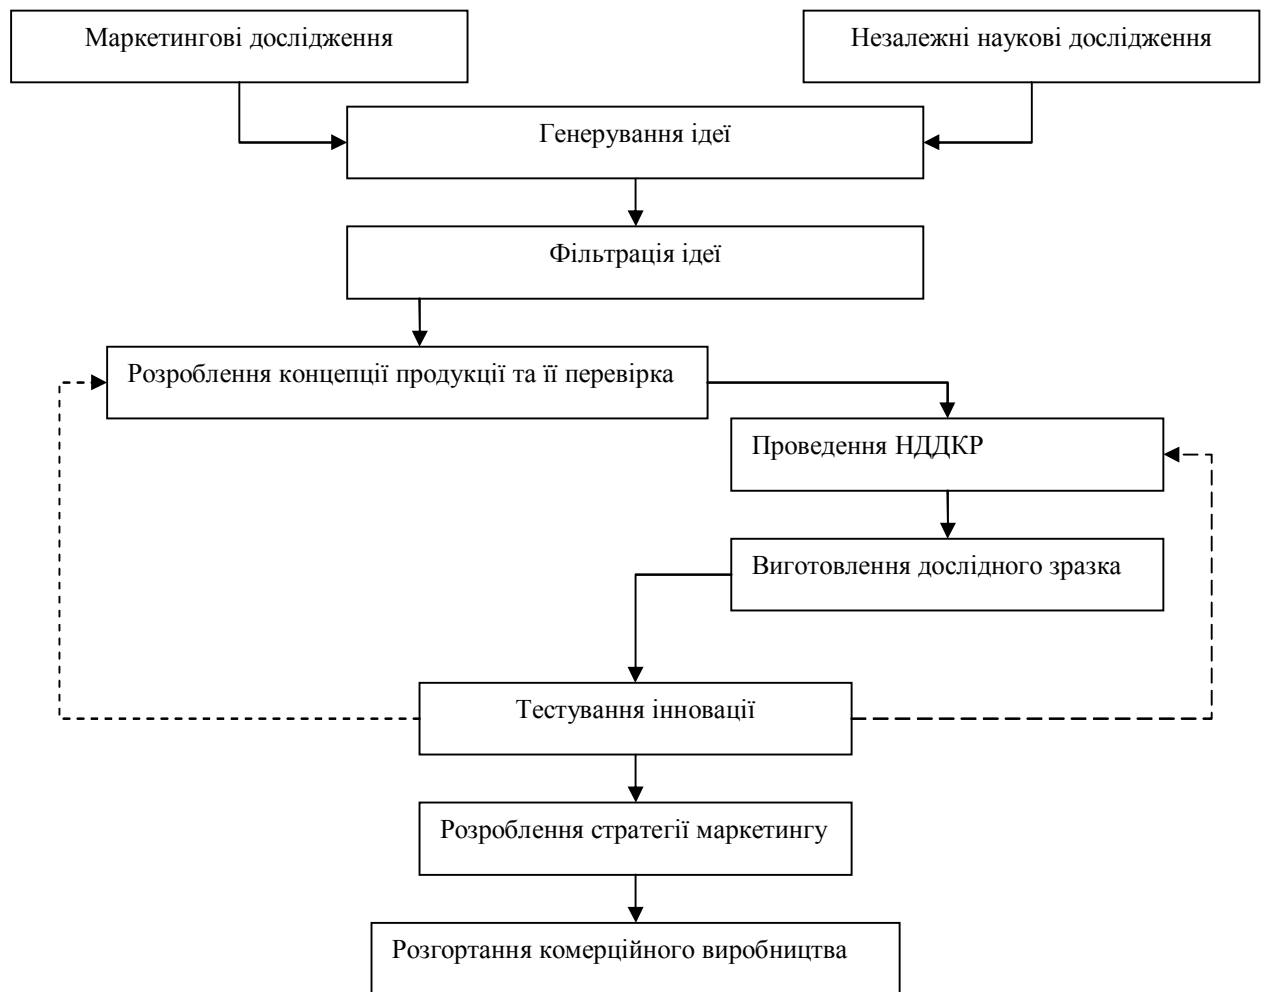 Маркетингові дослідження
Незалежні наукові дослідження
Генерування ідеї
Фільтрація ідеї
Розроблення концепції продукції та її перевірка
Проведення НДДКР
Виготовлення дослідного зразка
Тестування інновації
Розроблення стратегії маркетингу
Розгортання комерційного виробництва